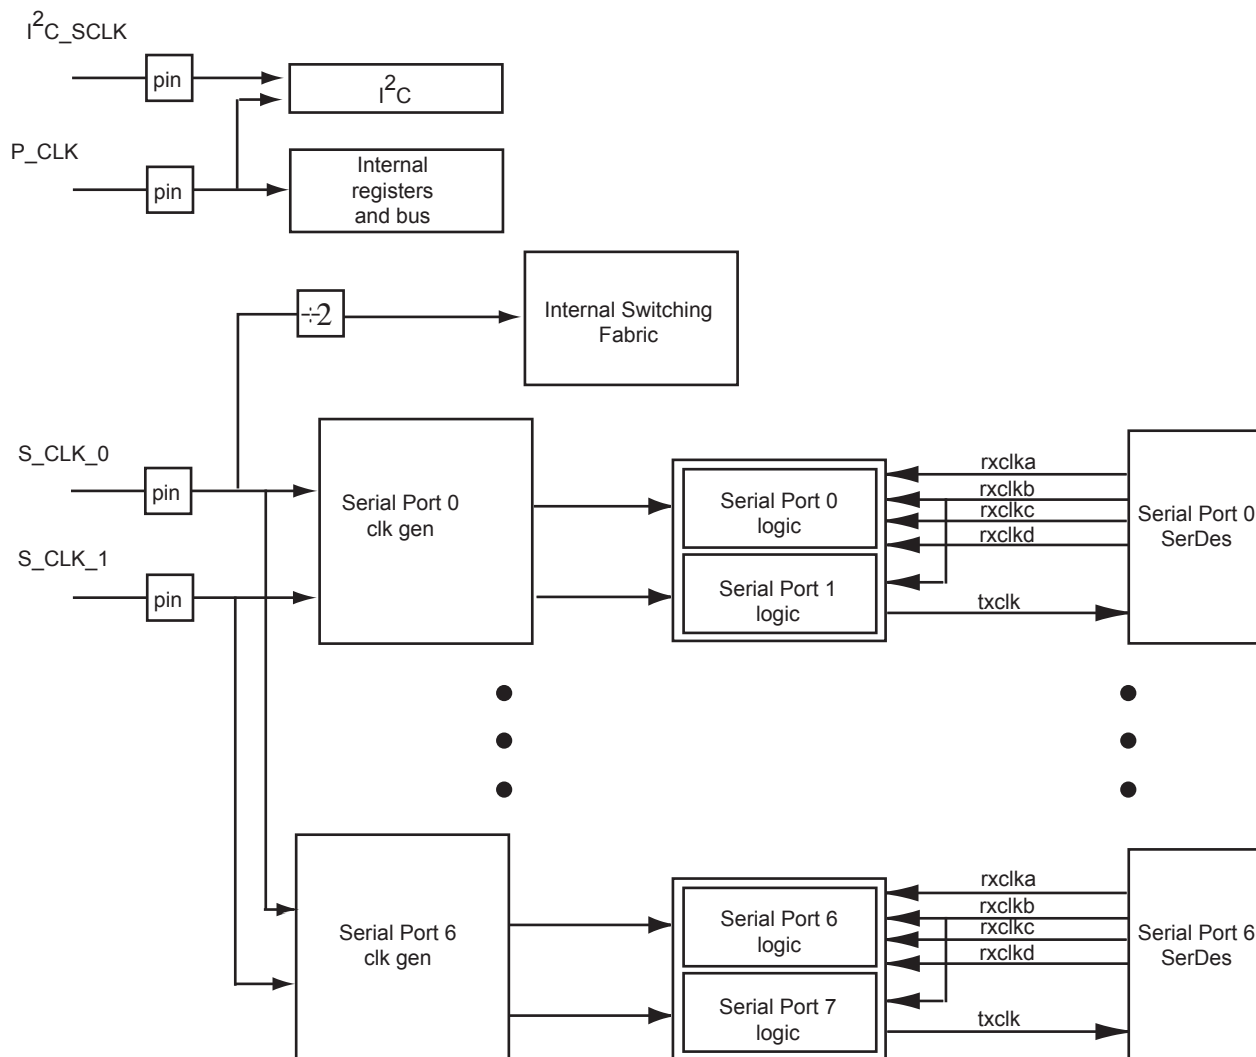 I²C_SCLK
pin
I²C
P_CLK
pin
Internal
registers
and bus
÷2
Internal Switching
Fabric
S_CLK_0
pin
S_CLK_1
pin
Serial Port 0
clk gen
Serial Port 0
logic
Serial Port 1
logic
rxclka
rxclkb
rxclkc
rxclkd
txclk
Serial Port 0
SerDes
Serial Port 6
clk gen
Serial Port 6
logic
Serial Port 7
logic
rxclka
rxclkb
rxclkc
rxclkd
txclk
Serial Port 6
SerDes